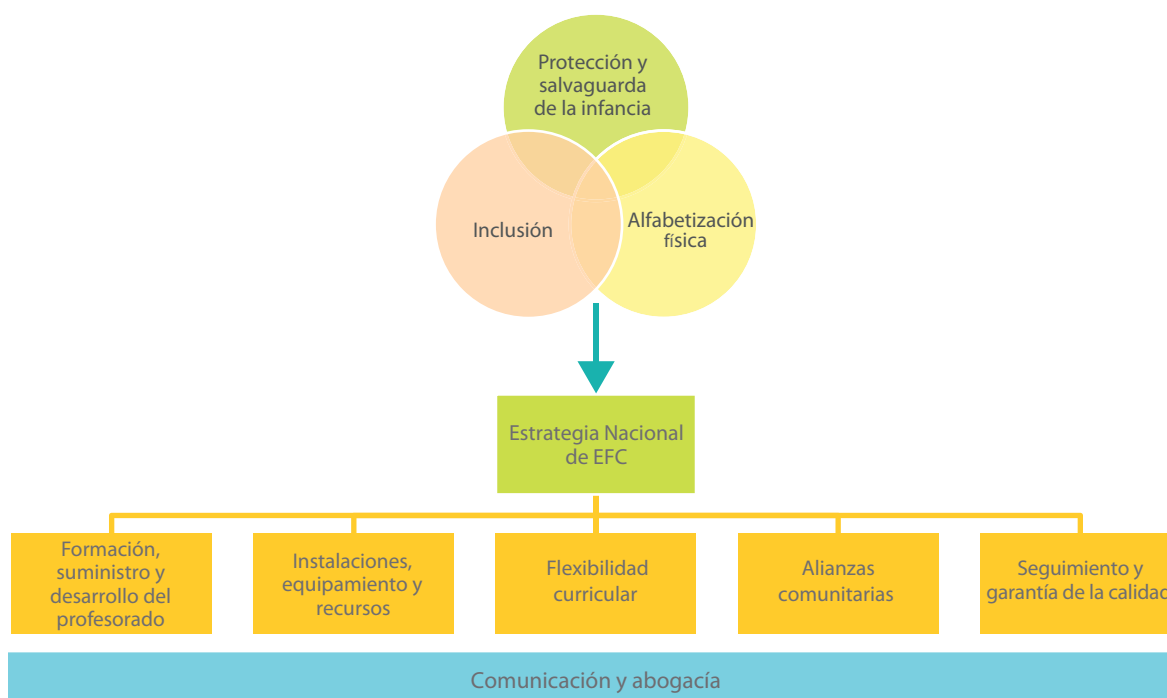 Protección y
salvaguarda
de la infancia
Inclusión
Alfabetización
física
Estrategia Nacional
de EFC
Formación,
suministro y
desarrollo del
profesorado
Instalaciones,
equipamiento y
recursos
Flexibilidad
curricular
Alianzas
comunitarias
Seguimiento y
garantía de la calidad
Comunicación y abogacía